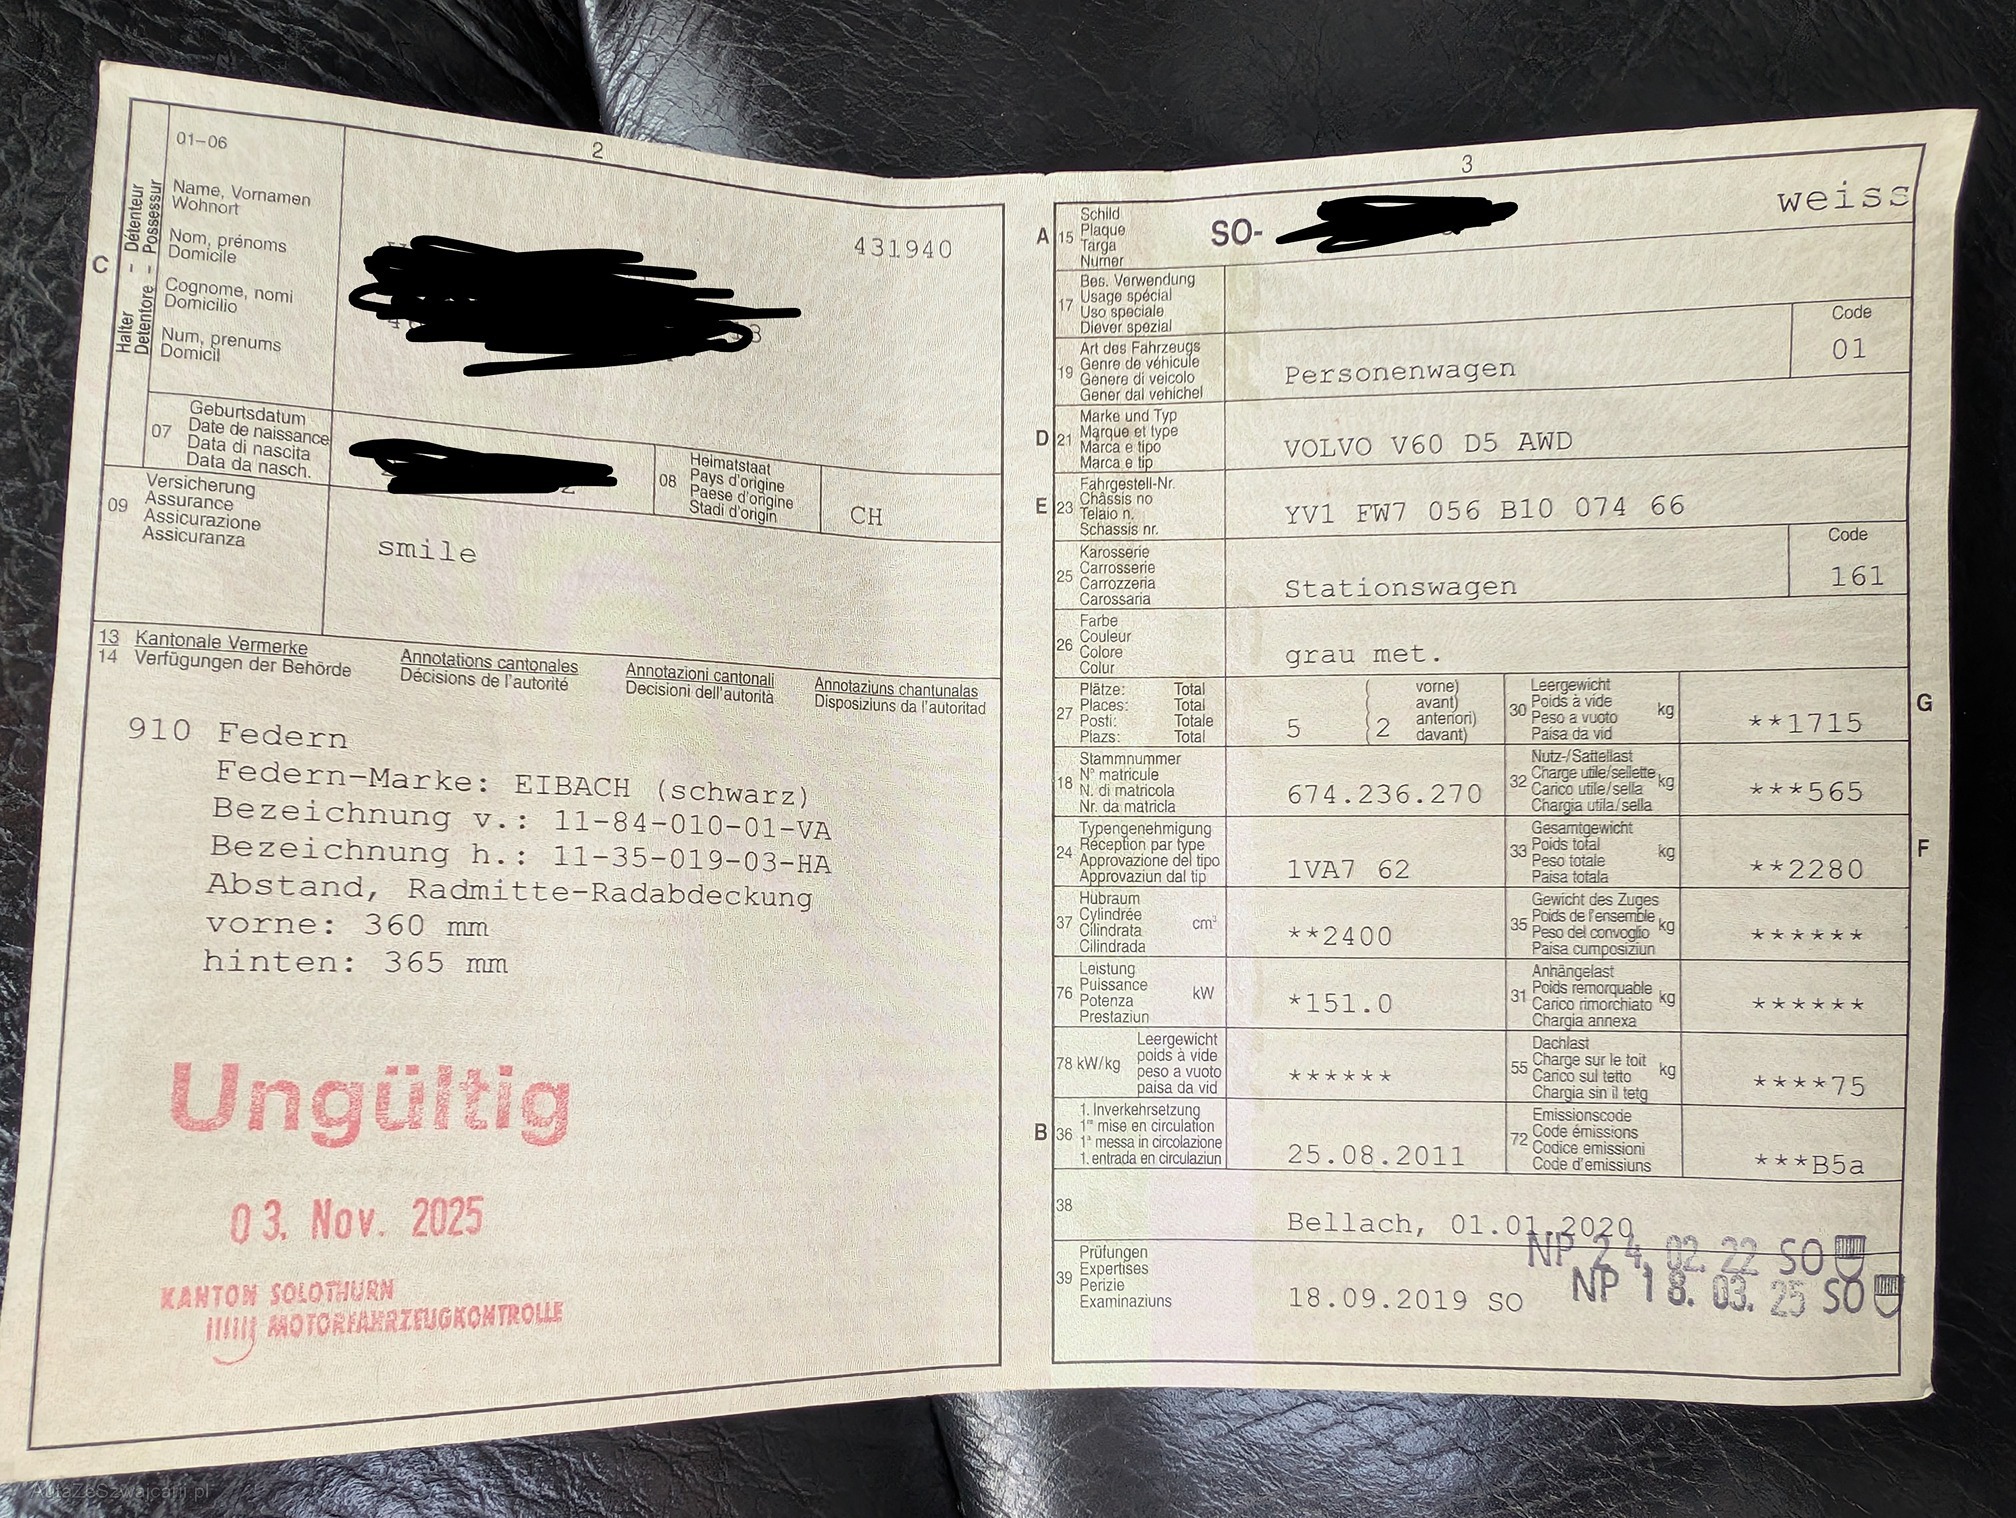 2
01-06
Halter - Détenteur
Detentore - Possessur
C
Name, Vornamen
Wohnort
Nom, prénoms
Domicile
Cognome, nomi
Domicilio
Num, prenums
Domicil
431940
07
Geburtsdatum
Date de naissance
Data di nascita
Data da nasch.
08
Heimatstaat
Pays d'origine
Paese d'origine
Stadi d'origin
CH
09
Versicherung
Assurance
Assicurazione
Assicuranza
smile
13 Kantonale Vermerke
14 Verfügungen der Behörde
Annotations cantonales
Décisions de l'autorité
Annotazioni cantonali
Decisioni dell'autorità
Annotaziuns chantunalas
Disposiziuns da l'autoritad
910 Federn
Federn-Marke: EIBACH (schwarz)
Bezeichnung v.: 11-84-010-01-VA
Bezeichnung h.: 11-35-019-03-HA
Abstand, Radmitte-Radabdeckung
vorne: 360 mm
hinten: 365 mm
Ungültig
03. Nov. 2025
KANTON SOLOTHURN
MOTORFAHRZEUGKONTROLLE
AutaZeSzwajcarii.pl
3
A
15
Schild
Plaque
Targa
Numer
SO-
weiss
17
Bes. Verwendung
Usage spécial
Uso speciale
Diever spezial
19
Art des Fahrzeugs
Genre de véhicule
Genere di veicolo
Gener dal vehichel
Personenwagen
Code
01
D
21
Marke und Typ
Marque et type
Marca e tipo
Marca e tip
VOLVO V60 D5 AWD
E
23
Fahrgestell-Nr.
Châssis no
Telaio n.
Schassis nr.
YV1 FW7 056 B10 074 66
25
Karosserie
Carrosserie
Carrozzeria
Carossaria
Stationswagen
Code
161
26
Farbe
Couleur
Colore
Colur
grau met.
27
Plätze: Total
Places: Total
Posti: Totale
Plazs: Total
5
2
vorne)
avant)
anteriori)
davant)
30
Leergewicht
Poids à vide
Peso a vuoto
Paisa da vid
kg
**1715
G
18
Stammnummer
N° matricule
N. di matricola
Nr. da matricla
674.236.270
32
Nutz-/Sattellast
Charge utile/sellette
Carico utile/sella
Chargia utila/sella
kg
***565
24
Typengenehmigung
Réception par type
Approvazione del tipo
Approvaziun dal tip
1VA7 62
33
Gesamtgewicht
Poids total
Peso totale
Paisa totala
kg
**2280
F
37
Hubraum
Cylindrée
Cilindrata
Cilindrada
cm³
**2400
35
Gewicht des Zuges
Poids de l'ensemble
Peso del convoglio
Paisa cumposiziun
kg
******
76
Leistung
Puissance
Potenza
Prestaziun
kW
*151.0
31
Anhängelast
Poids remorquable
Carico rimorchiato
Chargia annexa
kg
******
78 kW/kg
Leergewicht
poids à vide
peso a vuoto
paisa da vid
******
55
Dachlast
Charge sur le toit
Carico sul tetto
Chargia sin il tetg
kg
****75
B
36
1. Inverkehrsetzung
1re mise en circulation
1a messa in circolazione
1. entrada en circulaziun
25.08.2011
72
Emissionscode
Code émissions
Codice emissioni
Code d'emissiuns
***B5a
38
Bellach, 01.01.2020
NP 24. 02. 22 SO
39
Prüfungen
Expertises
Perizie
Examinaziuns
18.09.2019 SO
NP 18. 03. 25 SO